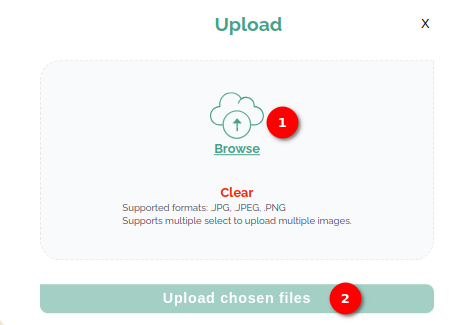 Upload
X
1
Browse
Clear
Supported formats: .JPG, .JPEG, .PNG
Supports multiple select to upload multiple images.
Upload chosen files
2